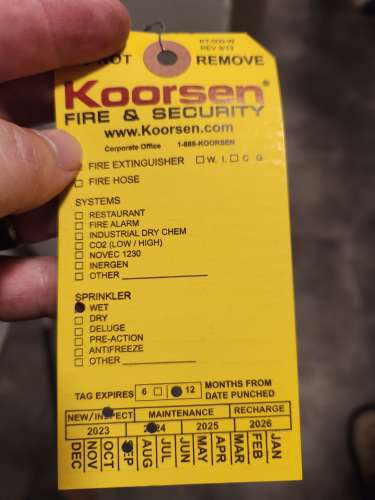 KT-500-W
REV 9/13
NOT REMOVE
Koorsen®
FIRE & SECURITY
www.Koorsen.com
Corporate Office 1-888-KOORSEN
FIRE EXTINGUISHER W. I. C G
FIRE HOSE
SYSTEMS
RESTAURANT
FIRE ALARM
INDUSTRIAL DRY CHEM
CO2 (LOW / HIGH)
NOVEC 1230
INERGEN
OTHER
SPRINKLER
WET
DRY
DELUGE
PRE-ACTION
ANTIFREEZE
OTHER
TAG EXPIRES 6 12 MONTHS FROM
DATE PUNCHED
NEW/INSPECT MAINTENANCE RECHARGE
2023 2024 2025 2026
DEC NOV OCT SEP AUG JUL JUN MAY APR MAR FEB JAN